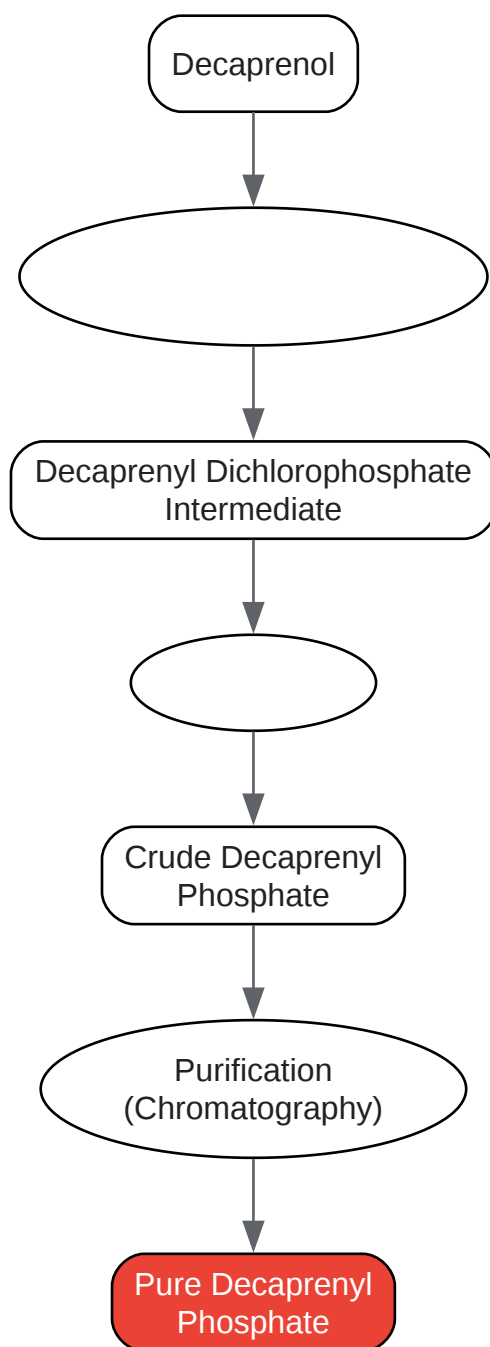 Decaprenol
Decaprenyl Dichlorophosphate
Intermediate
Crude Decaprenyl
Phosphate
Purification
(Chromatography)
Pure Decaprenyl
Phosphate